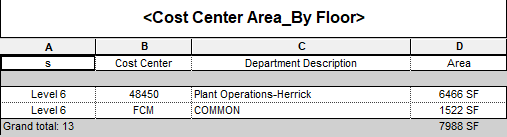 <Cost Center Area_By Floor>
A B C D
s Cost Center Department Description Area
Level 6 48450 Plant Operations-Herrick 6466 SF
Level 6 FCM COMMON 1522 SF
Grand total: 13 7988 SF